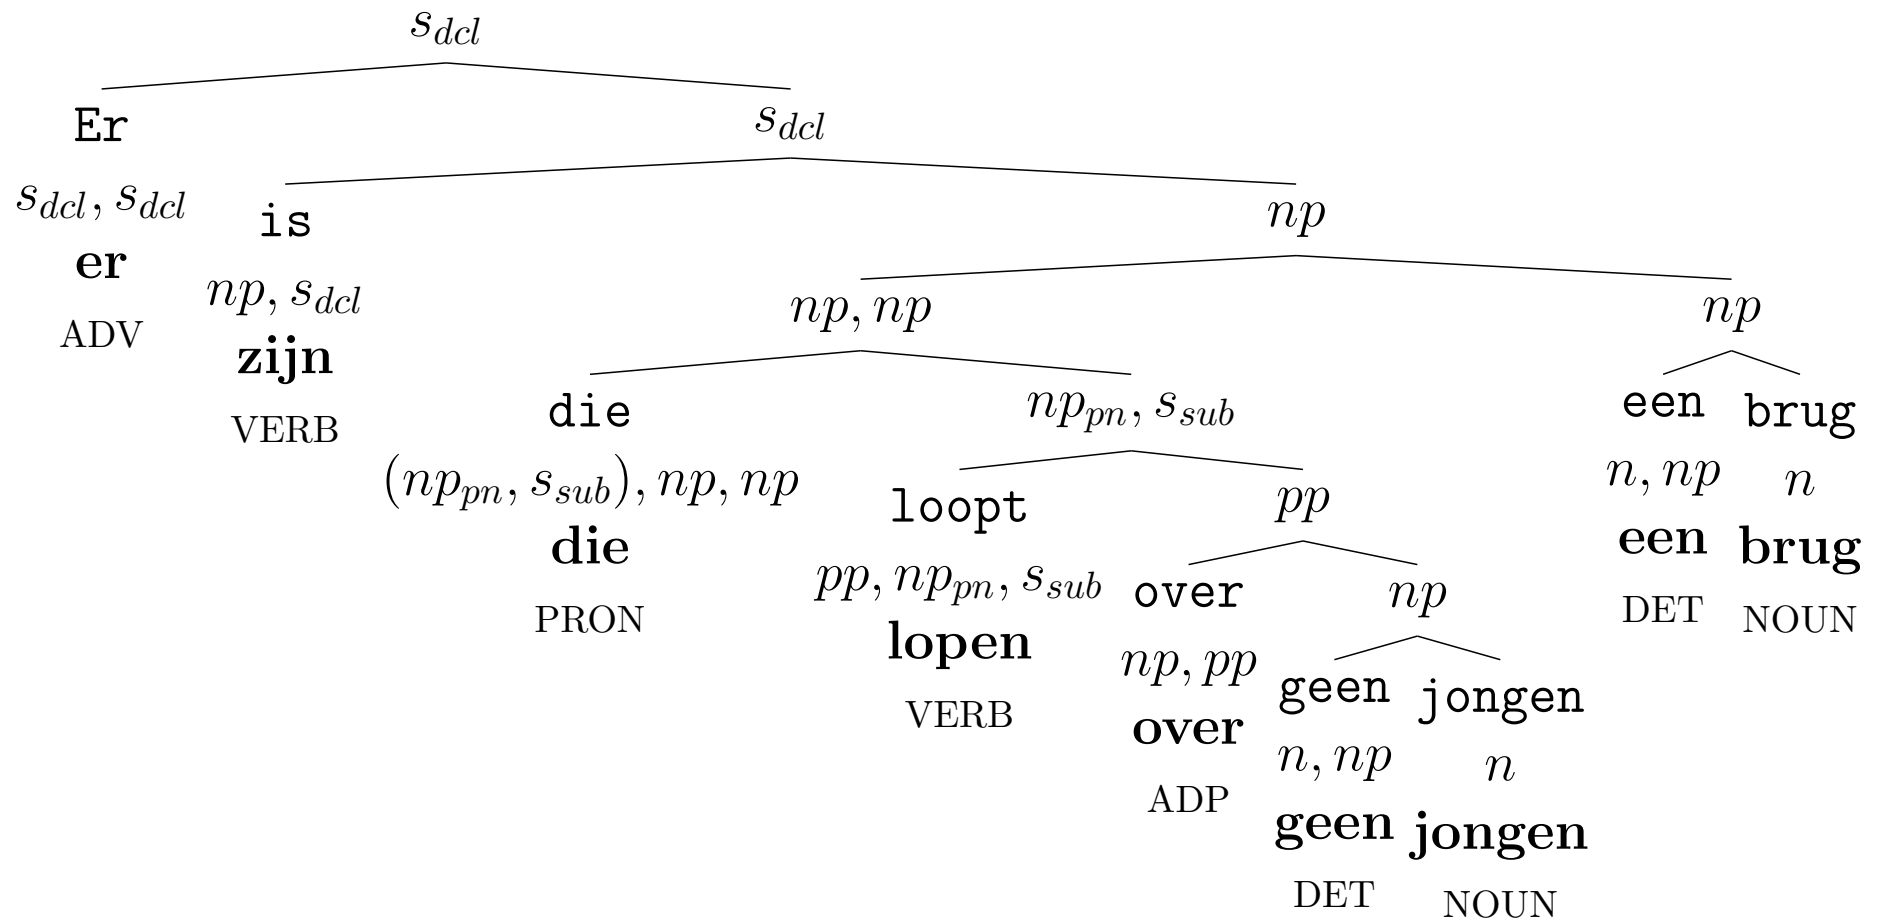 s_dcl
Er
s_dcl, s_dcl
er
ADV
s_dcl
is
np, s_dcl
zijn
VERB
np
np, np
die
(np_pn, s_sub), np, np
die
PRON
np_pn, s_sub
loopt
pp, np_pn, s_sub
lopen
VERB
pp
over
np, pp
over
ADP
np
geen
n, np
geen
DET
jongen
n
jongen
NOUN
np
een
n, np
een
DET
brug
n
brug
NOUN